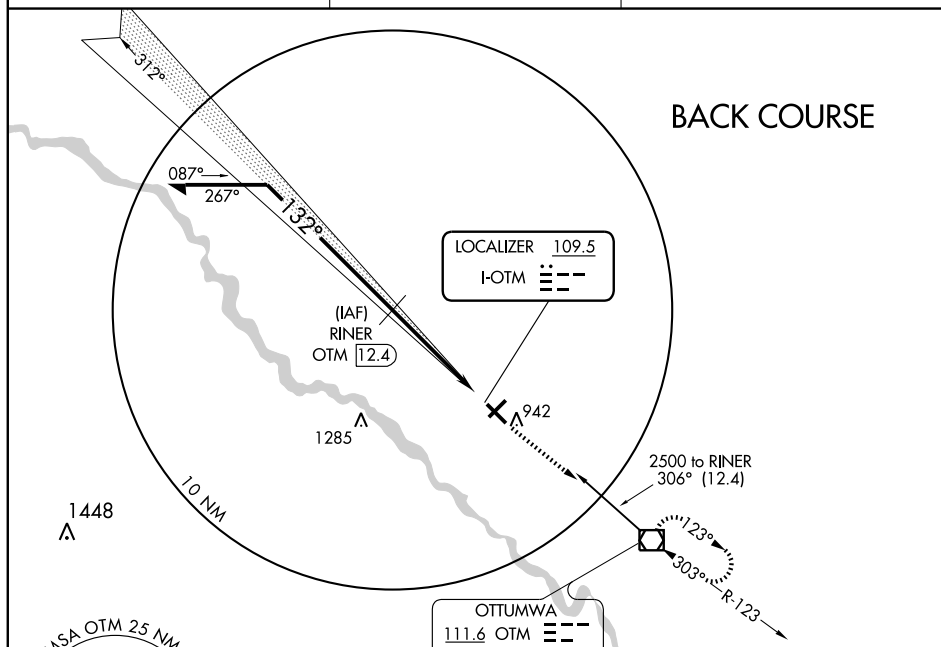 BACK COURSE
312°
087°
267°
132°
LOCALIZER 109.5
I-OTM
(IAF)
RINER
OTM 12.4
942
1285
2500 to RINER
306° (12.4)
10 NM
1448
123°
303°
R-123
OTTUMWA
111.6 OTM
MSA OTM 25 NM